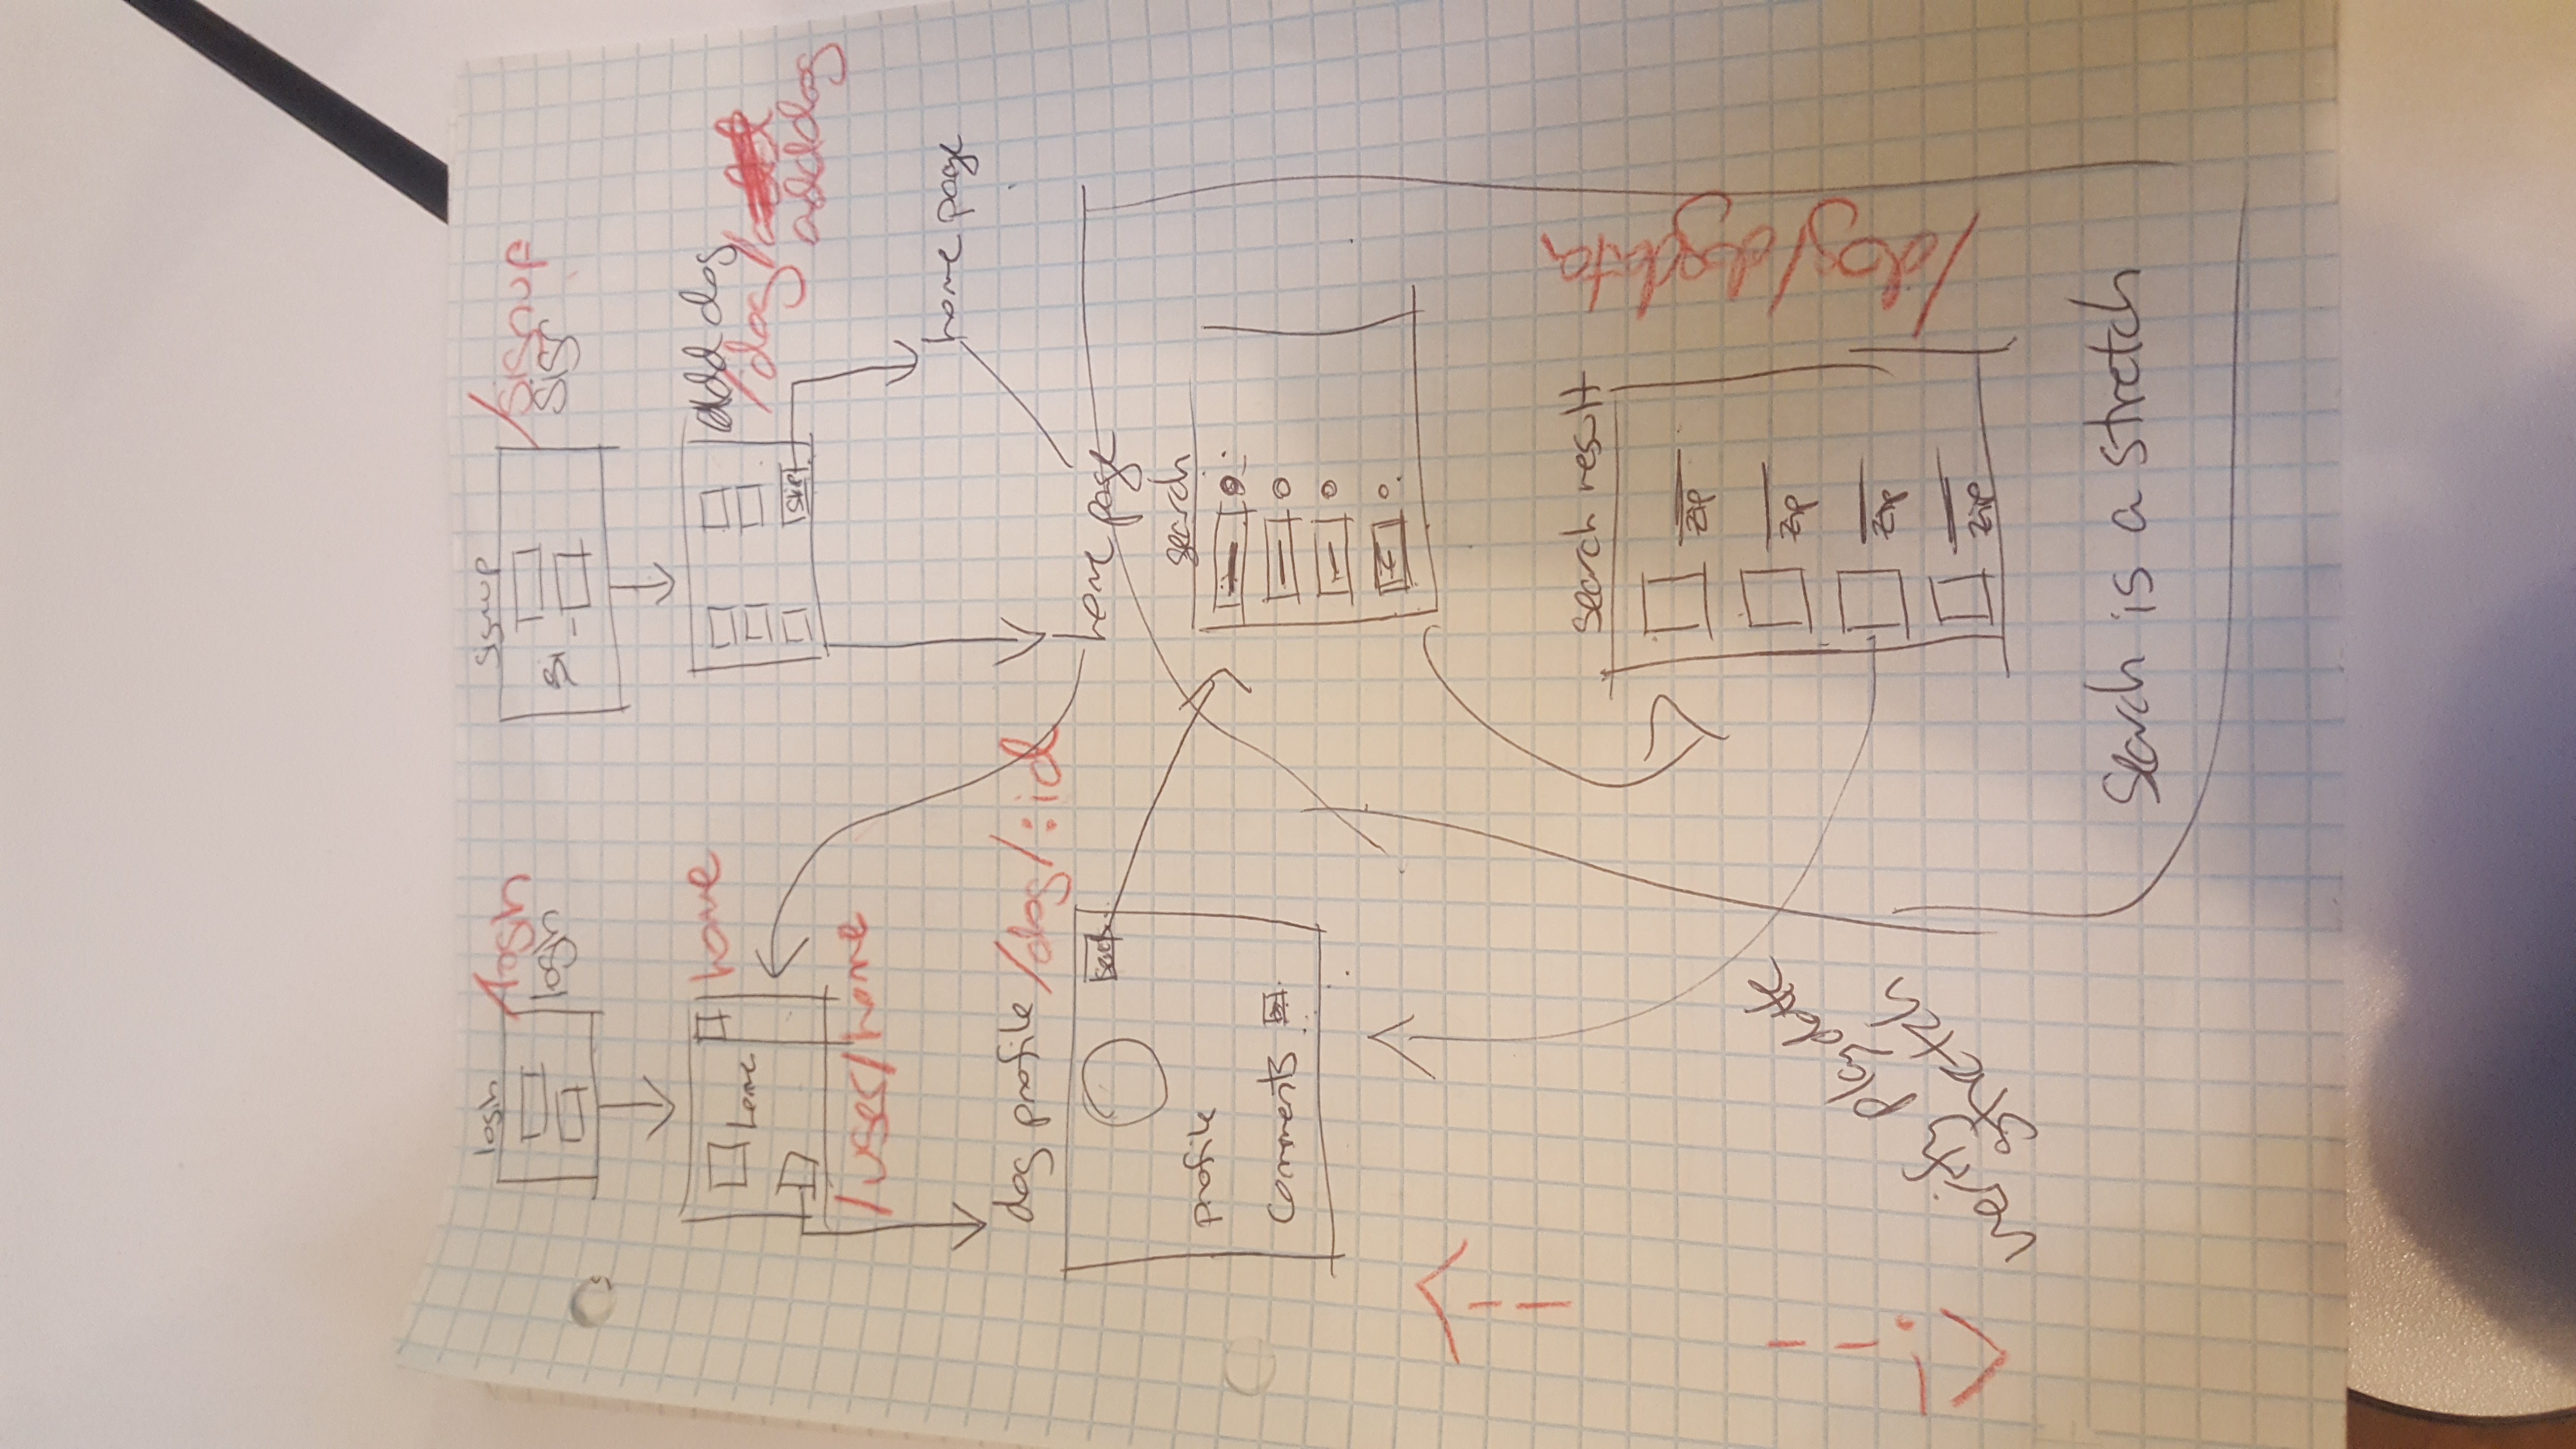 login
/login
login
signup
/signup
Si
Sign
home
home
/user/home
add dog
/dog/
adddog
skip
home page
dog profile /dog/:id
home page
search
profile
comments
search
search result
zip
zip
zip
zip
/dog/dogdata
verify playdate
stretch
Search is a stretch